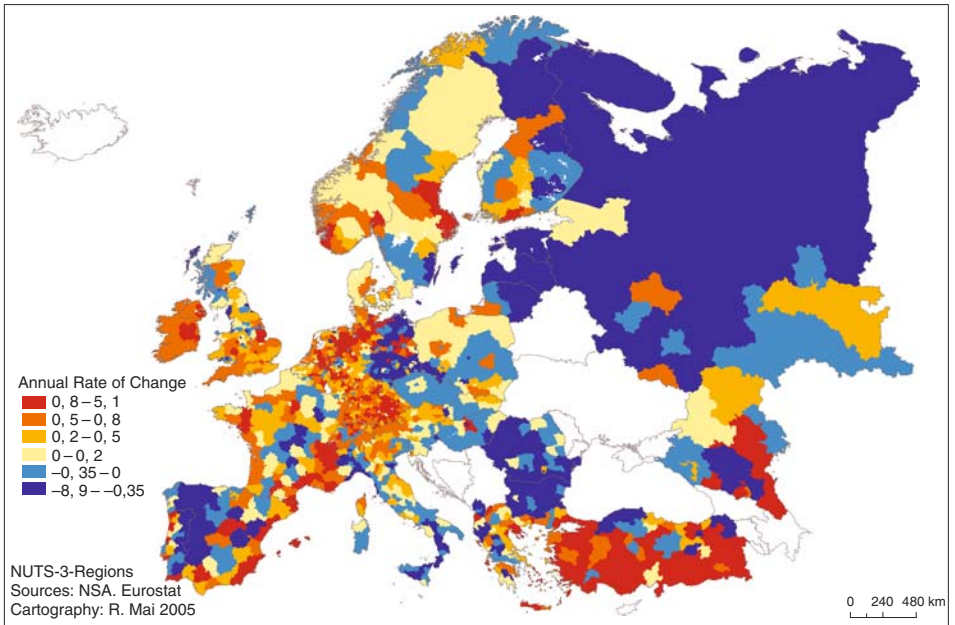 Annual Rate of Change
0, 8–5, 1
0, 5–0, 8
0, 2–0, 5
0–0, 2
–0, 35–0
–8, 9– –0,35
NUTS-3-Regions
Sources: NSA. Eurostat
Cartography: R. Mai 2005
0 240 480 km